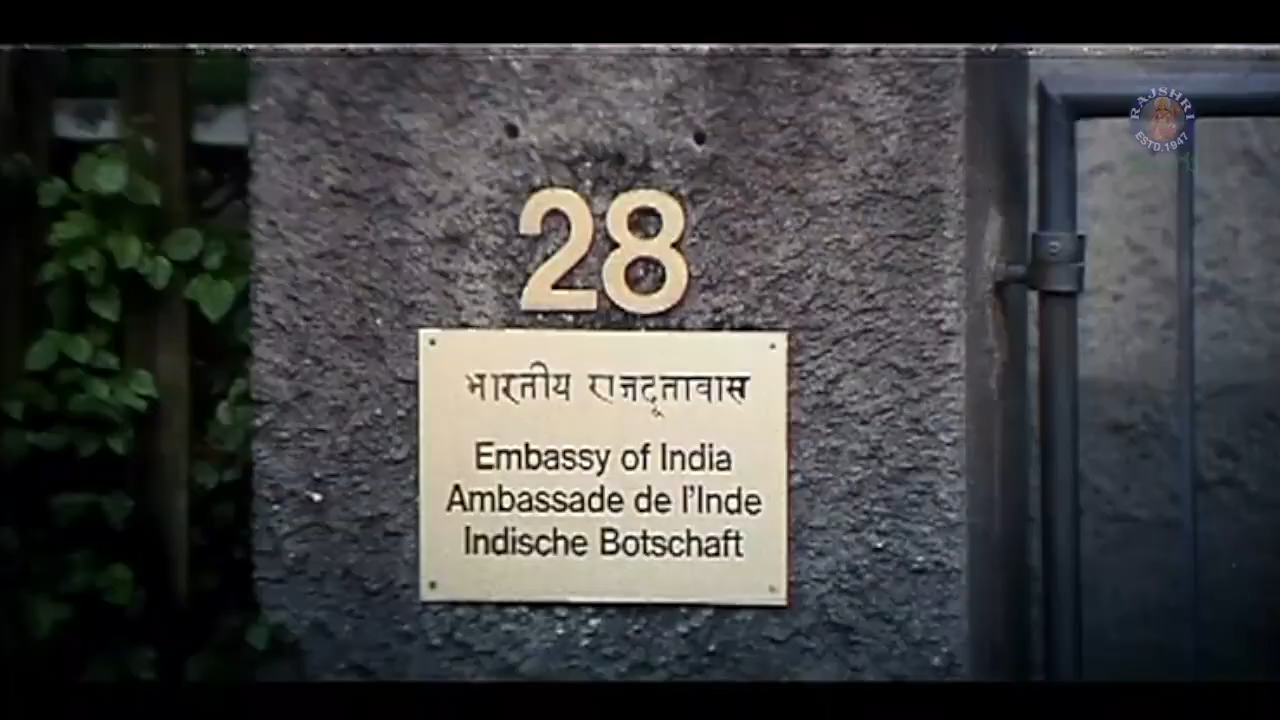 RAJSHRI
ESTD.1947
28
भारतीय राजदूतावास
Embassy of India
Ambassade de l'Inde
Indische Botschaft